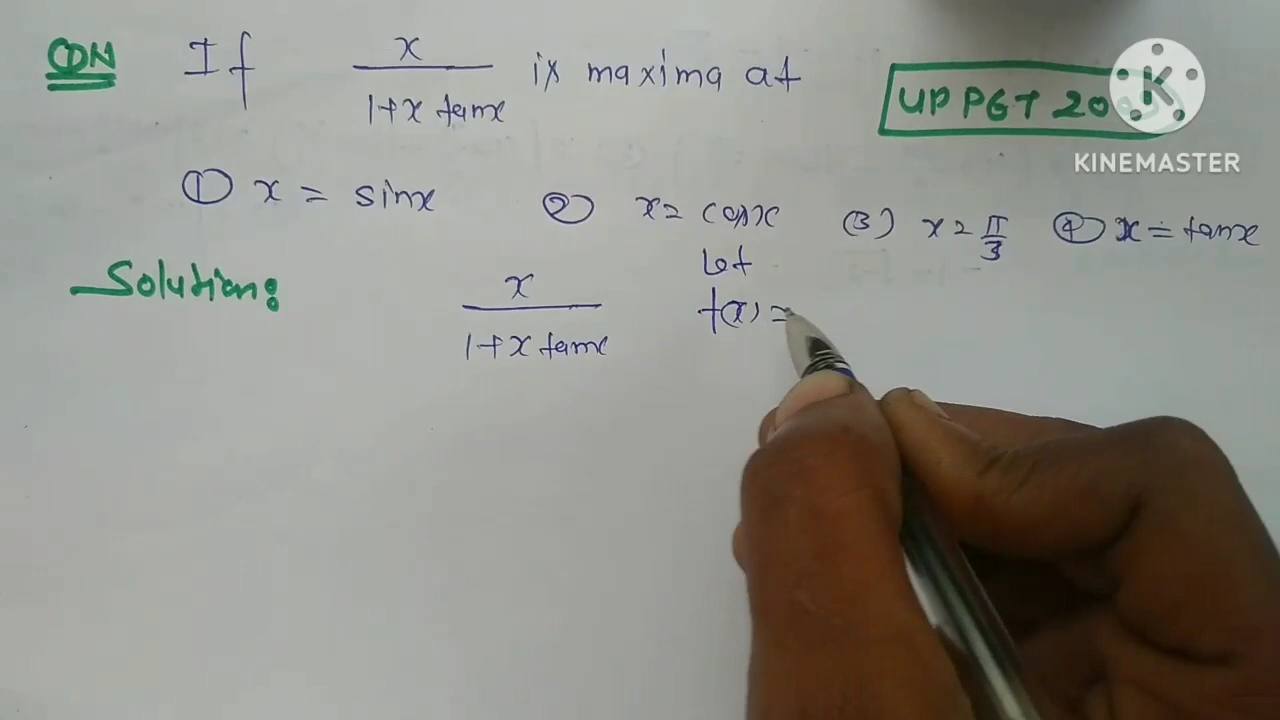 QN If x / 1+x tanx is maxima at
UP PGT 20
K
KINEMASTER
① x = sinx ② x = cosx (3) x = π/3 ④ x = tanx
Solution:
x / 1+x tanx
Let
f(x) =